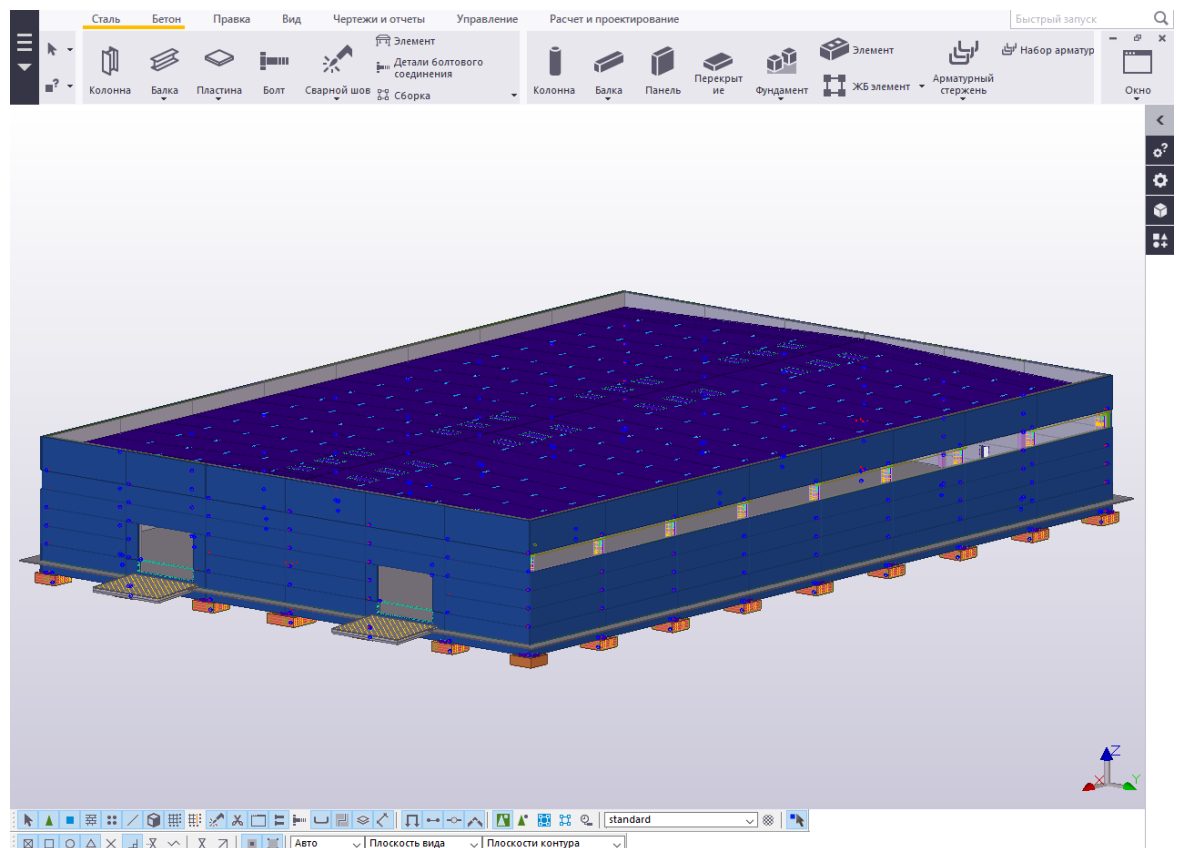 Сталь Бетон Правка Вид Чертежи и отчеты Управление Расчет и проектирование Быстрый запуск
Элемент
Детали болтового
соединения
Сборка
Колонна Балка Пластина Болт Сварной шов
Колонна Балка Панель
Перекрыт
ие
Фундамент
Элемент
ЖБ элемент
Арматурный
стержень
Набор арматур
Окно
Z
X Y
standard
Авто Плоскость вида Плоскости контура